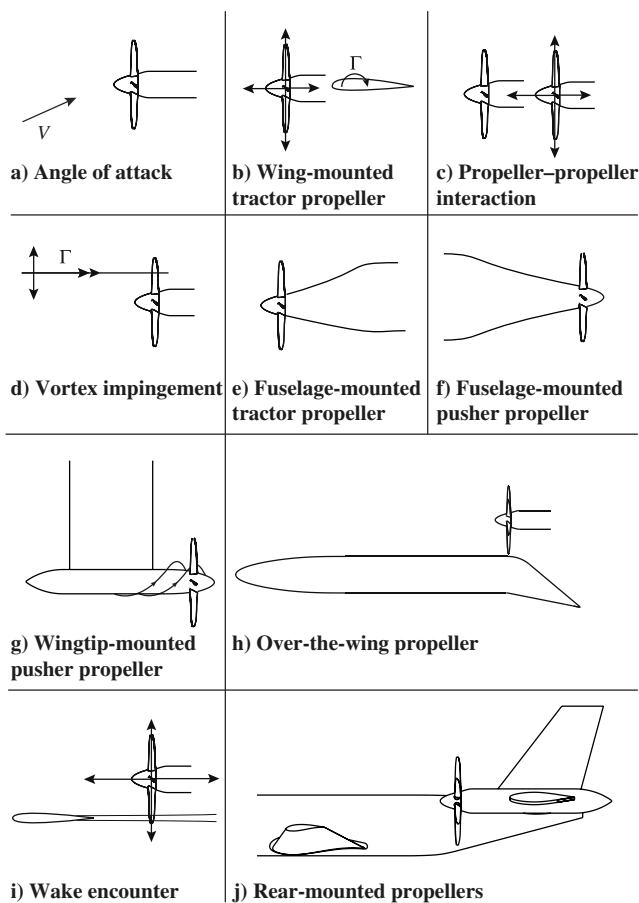 V
a) Angle of attack
Γ
b) Wing-mounted
tractor propeller
c) Propeller–propeller
interaction
Γ
d) Vortex impingement
e) Fuselage-mounted
tractor propeller
f) Fuselage-mounted
pusher propeller
g) Wingtip-mounted
pusher propeller
h) Over-the-wing propeller
i) Wake encounter
j) Rear-mounted propellers